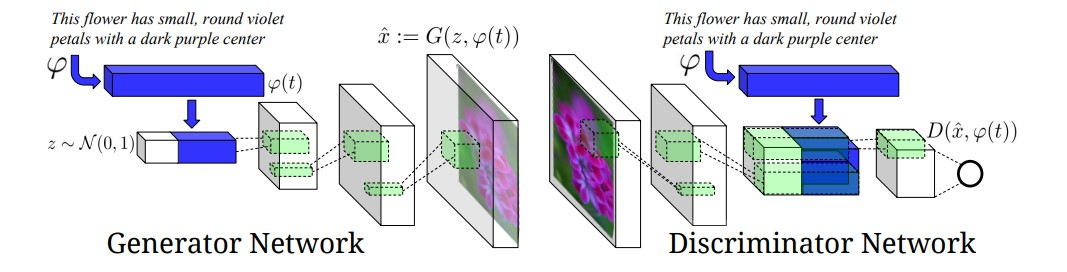 This flower has small, round violet
petals with a dark purple center
φ
φ(t)
z ~ 𝒩(0, 1)
x̂ := G(z, φ(t))
Generator Network
This flower has small, round violet
petals with a dark purple center
φ
D(x̂, φ(t))
Discriminator Network